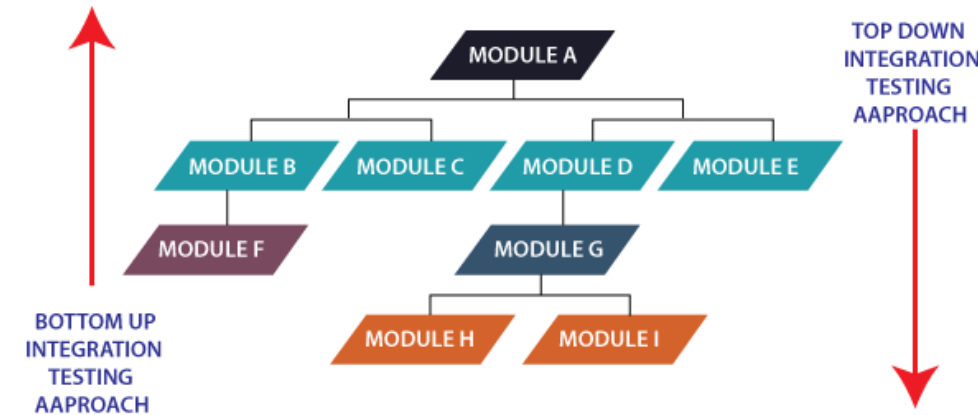 MODULE A
TOP DOWN
INTEGRATION
TESTING
AAPROACH
MODULE B
MODULE C
MODULE D
MODULE E
MODULE F
MODULE G
MODULE H
MODULE I
BOTTOM UP
INTEGRATION
TESTING
AAPROACH